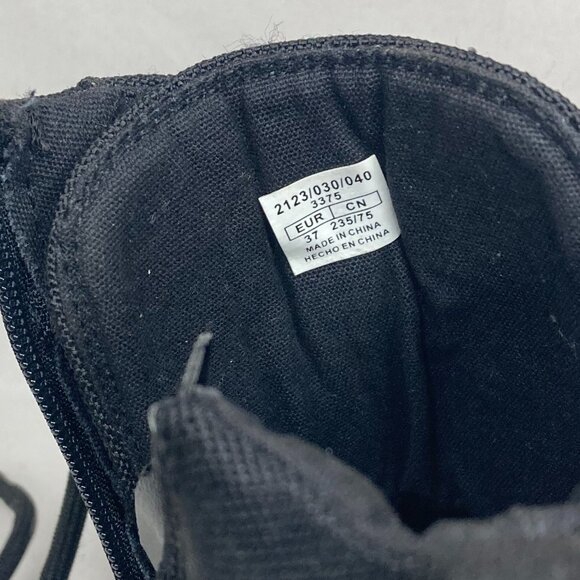 2123/030/040
3375
EUR CN
37 235/75
MADE IN CHINA
HECHO EN CHINA